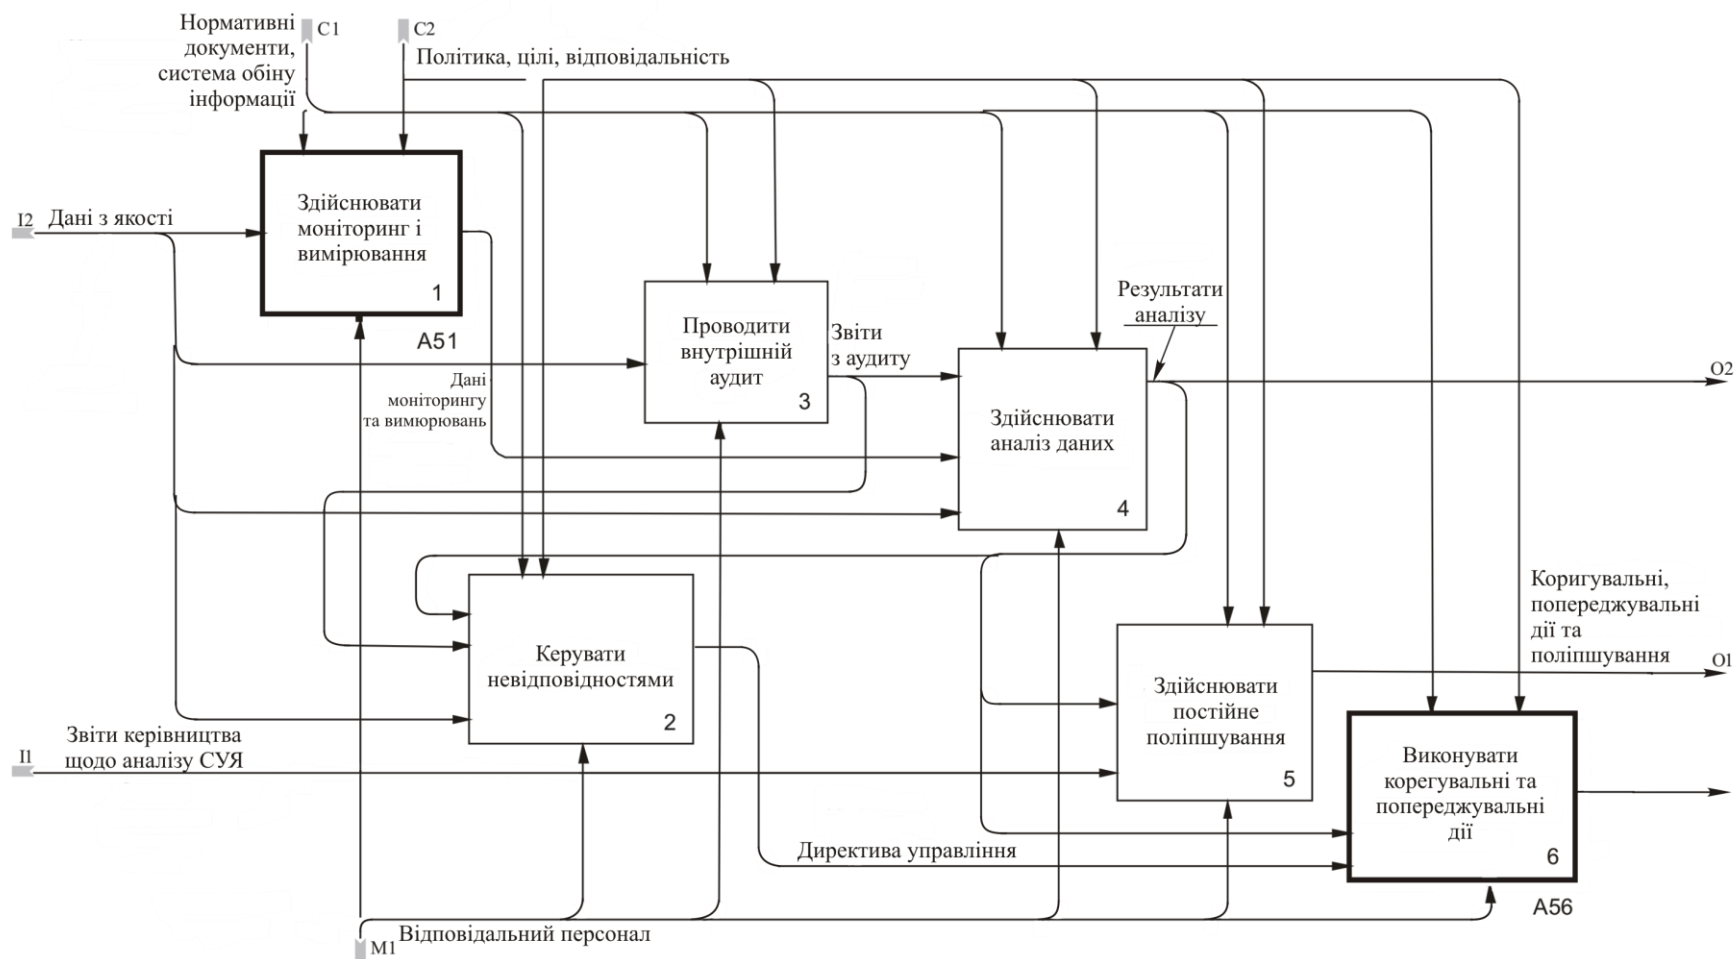 Нормативні
документи,
система обіну
інформації
C1
C2
Політика, цілі, відповідальність
I2
Дані з якості
Здійснювати
моніторинг і
вимірювання
1
A51
Дані
моніторингу
та вимюрювань
Проводити
внутрішній
аудит
3
Звіти
з аудиту
Здійснювати
аналіз даних
4
Результати
аналізу
O2
Керувати
невідповідностями
2
I1
Звіти керівництва
щодо аналізу СУЯ
Здійснювати
постійне
поліпшування
5
Коригувальні,
попереджувальні
дії та
поліпшування
O1
Виконувати
корегувальні та
попереджувальні
дії
6
A56
Директива управління
M1
Відповідальний персонал